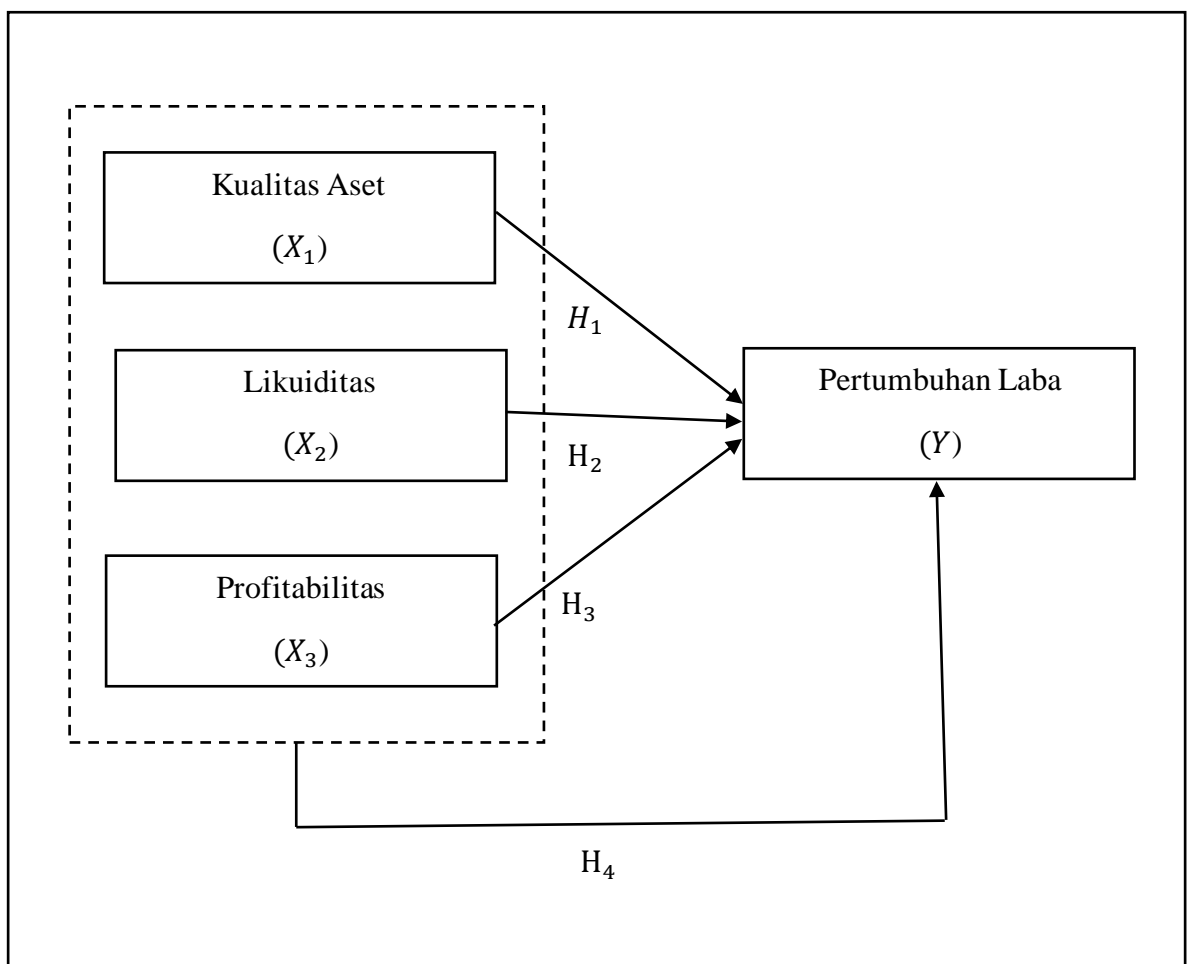 Kualitas Aset
(𝑋₁)
𝐻₁
Likuiditas
(𝑋₂)
H₂
Profitabilitas
(𝑋₃)
H₃
Pertumbuhan Laba
(𝑌)
H₄